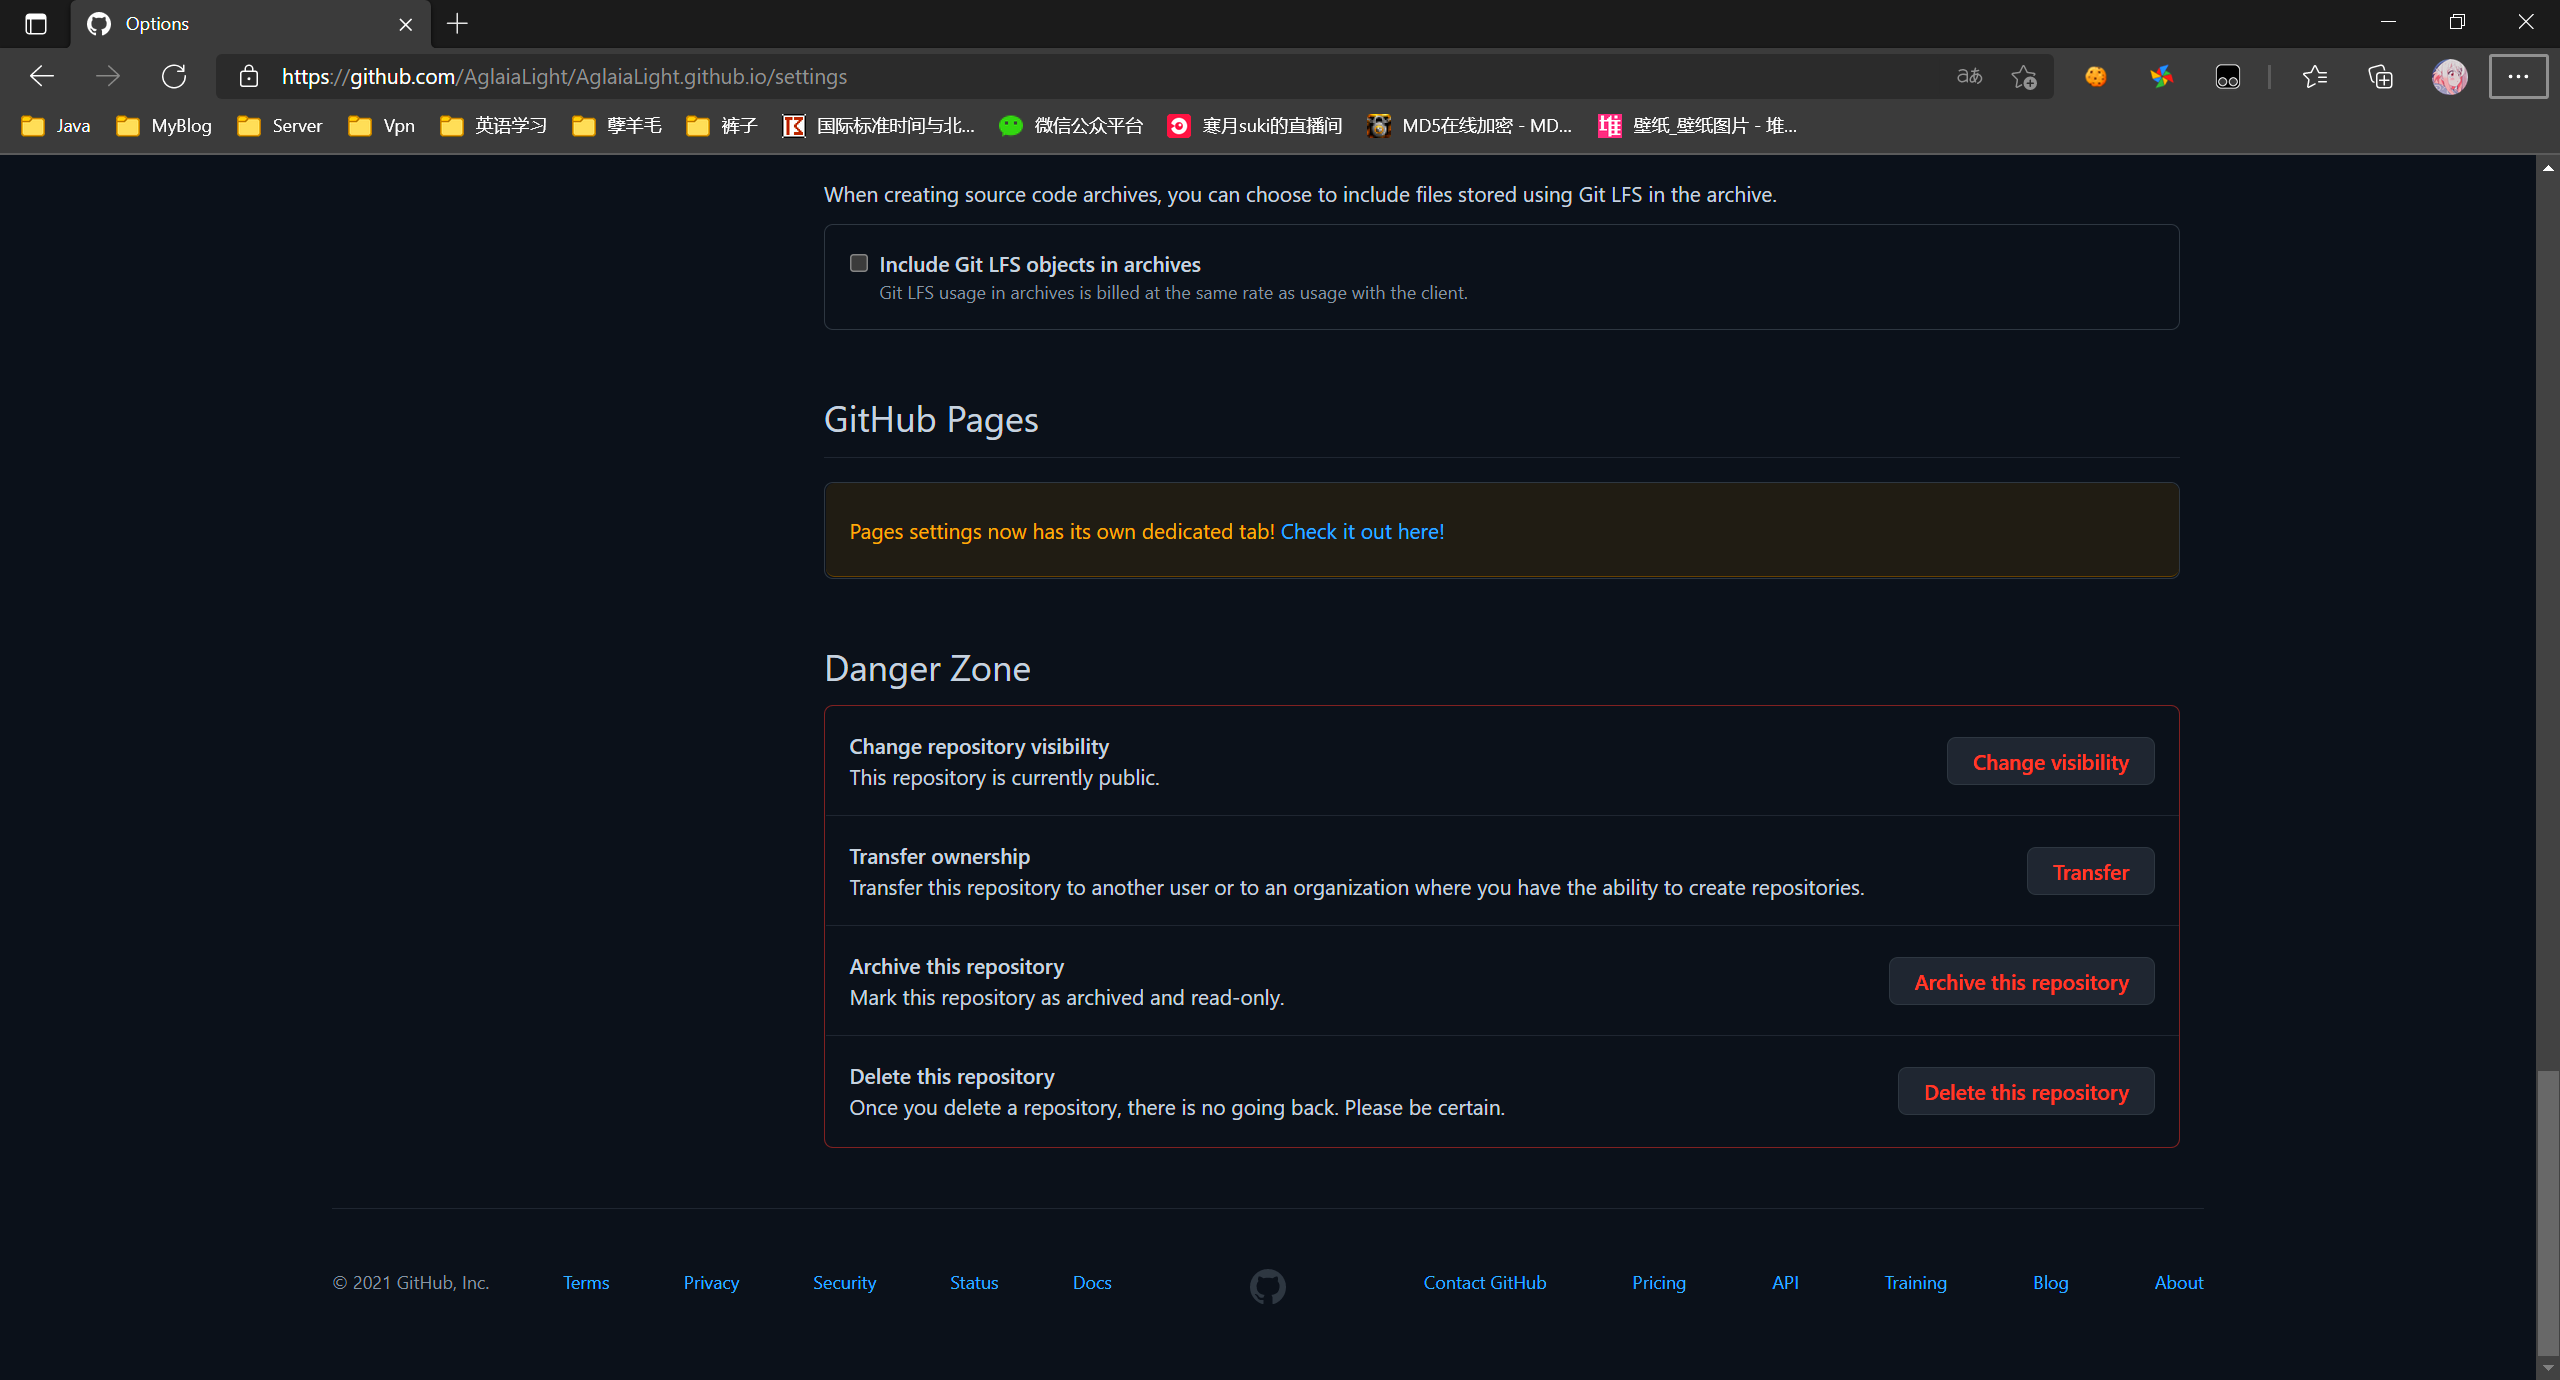 Options
https://github.com/AglaiaLight/AglaiaLight.github.io/settings
aあ
Java MyBlog Server Vpn 英语学习 孽羊毛 裤子 国际标准时间与北... 微信公众平台 寒月suki的直播间 MD5在线加密 - MD... 堆 壁纸_壁纸图片 - 堆...
When creating source code archives, you can choose to include files stored using Git LFS in the archive.
Include Git LFS objects in archives
Git LFS usage in archives is billed at the same rate as usage with the client.
GitHub Pages
Pages settings now has its own dedicated tab! Check it out here!
Danger Zone
Change repository visibility
This repository is currently public.
Change visibility
Transfer ownership
Transfer this repository to another user or to an organization where you have the ability to create repositories.
Transfer
Archive this repository
Mark this repository as archived and read-only.
Archive this repository
Delete this repository
Once you delete a repository, there is no going back. Please be certain.
Delete this repository
© 2021 GitHub, Inc. Terms Privacy Security Status Docs Contact GitHub Pricing API Training Blog About